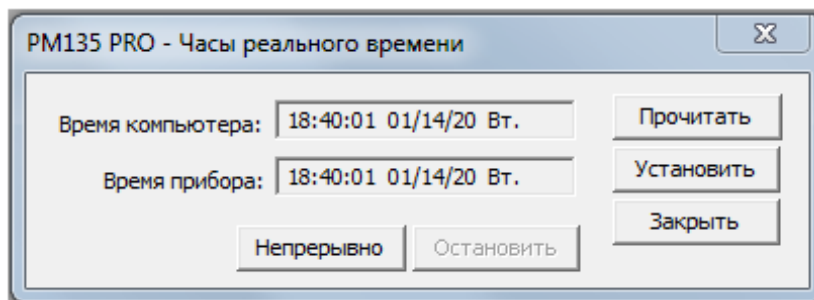 PM135 PRO - Часы реального времени
Время компьютера: 18:40:01 01/14/20 Вт. Прочитать
Время прибора: 18:40:01 01/14/20 Вт. Установить
Закрыть
Непрерывно Остановить